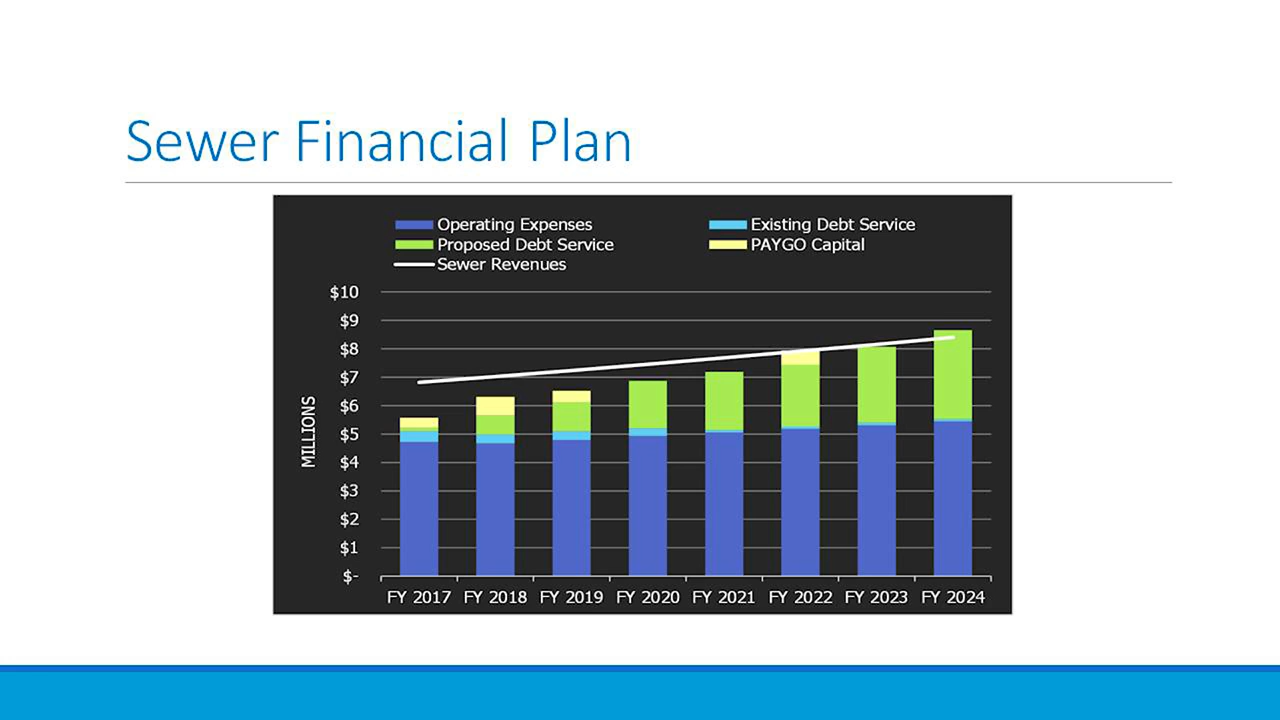 Sewer Financial Plan
Operating Expenses Existing Debt Service
Proposed Debt Service PAYGO Capital
Sewer Revenues
$10
$9
$8
$7
$6
$5
$4
$3
$2
$1
$-
MILLIONS
FY 2017 FY 2018 FY 2019 FY 2020 FY 2021 FY 2022 FY 2023 FY 2024